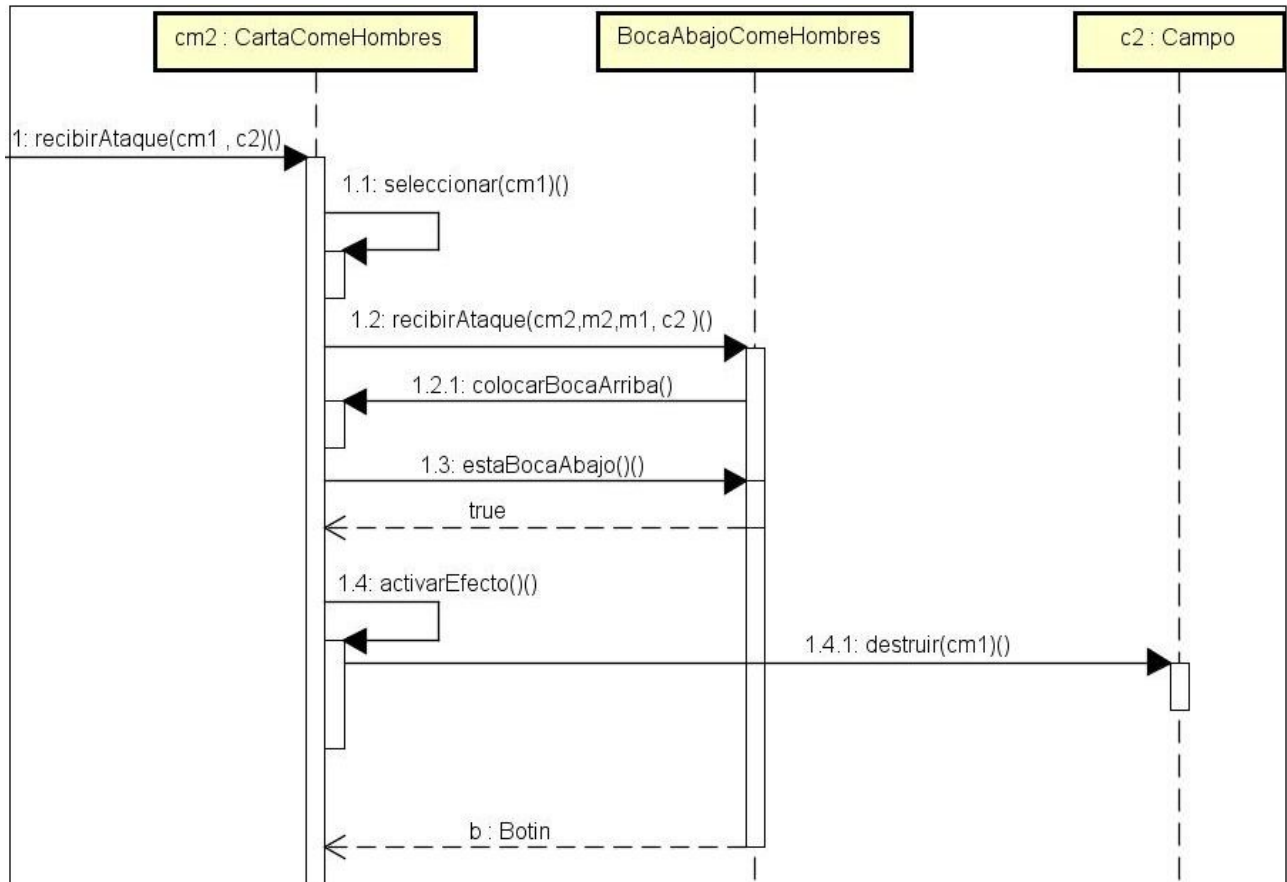 cm2 : CartaComeHombres
BocaAbajoComeHombres
c2 : Campo
1: recibirAtaque(cm1 , c2)()
1.1: seleccionar(cm1)()
1.2: recibirAtaque(cm2,m2,m1, c2 )()
1.2.1: colocarBocaArriba()
1.3: estaBocaAbajo()()
true
1.4: activarEfecto()()
1.4.1: destruir(cm1)()
b : Botin